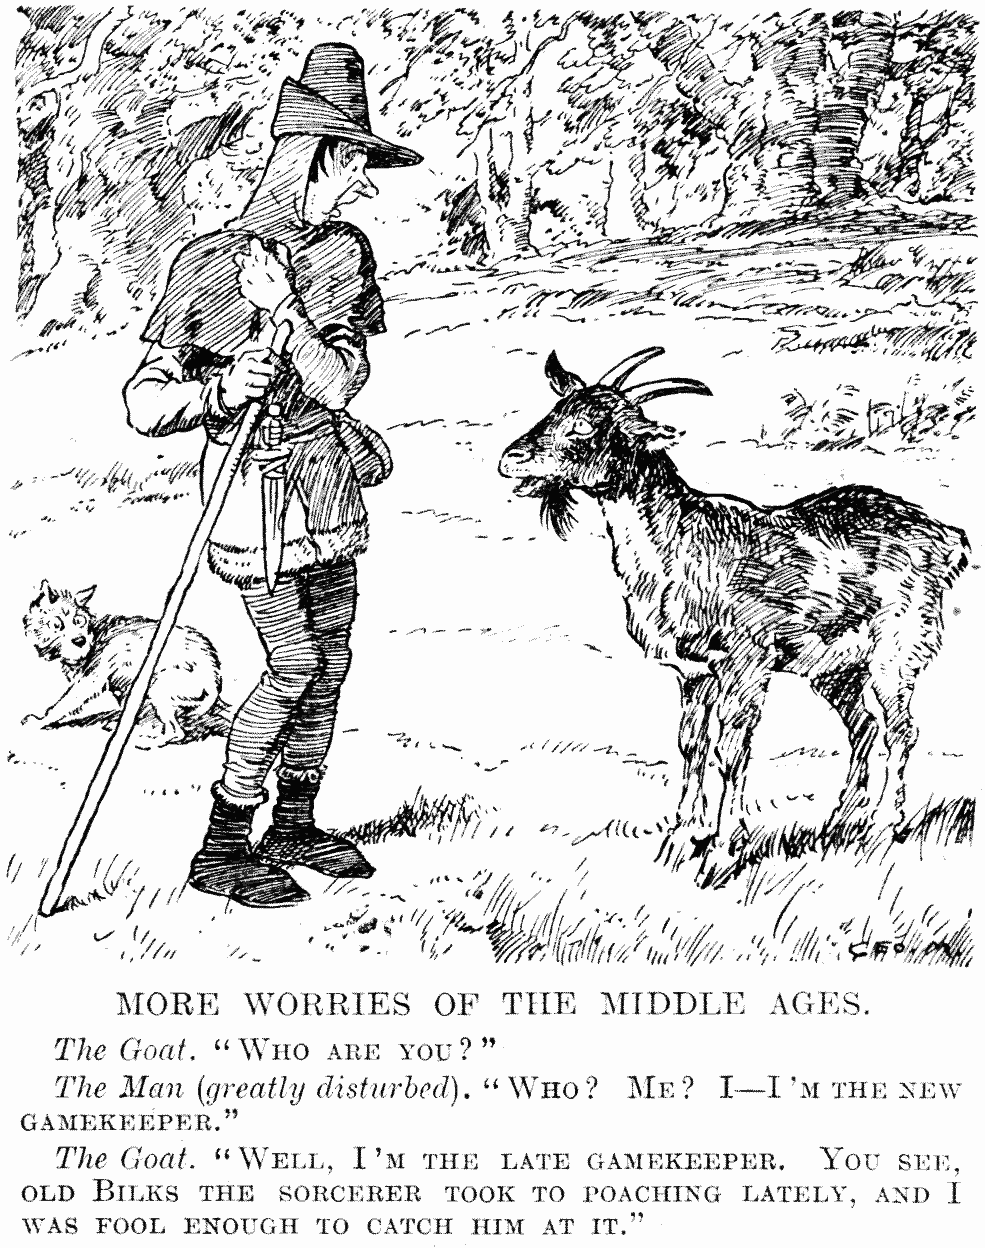 GEO. M.
MORE WORRIES OF THE MIDDLE AGES.
The Goat. “WHO ARE YOU?”
The Man (greatly disturbed). “WHO? ME? I—I’M THE NEW
GAMEKEEPER.”
The Goat. “WELL, I’M THE LATE GAMEKEEPER. YOU SEE,
OLD BILKS THE SORCERER TOOK TO POACHING LATELY, AND I
WAS FOOL ENOUGH TO CATCH HIM AT IT.”